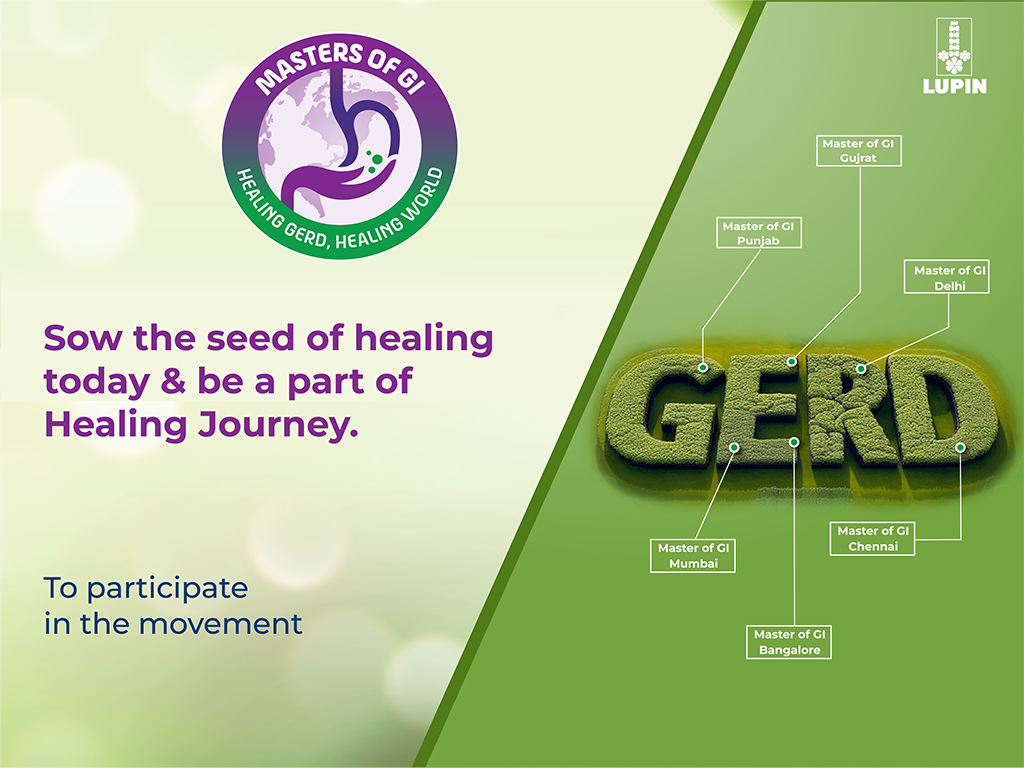 MASTERS OF GI
HEALING GERD, HEALING WORLD
Sow the seed of healing
today & be a part of
Healing Journey.
To participate
in the movement
LUPIN
Master of GI
Gujrat
Master of GI
Punjab
Master of GI
Delhi
GERD
Master of GI
Mumbai
Master of GI
Chennai
Master of GI
Bangalore